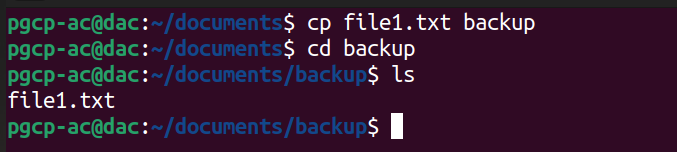 pgcp-ac@dac:~/documents$ cp file1.txt backup
pgcp-ac@dac:~/documents$ cd backup
pgcp-ac@dac:~/documents/backup$ ls
file1.txt
pgcp-ac@dac:~/documents/backup$